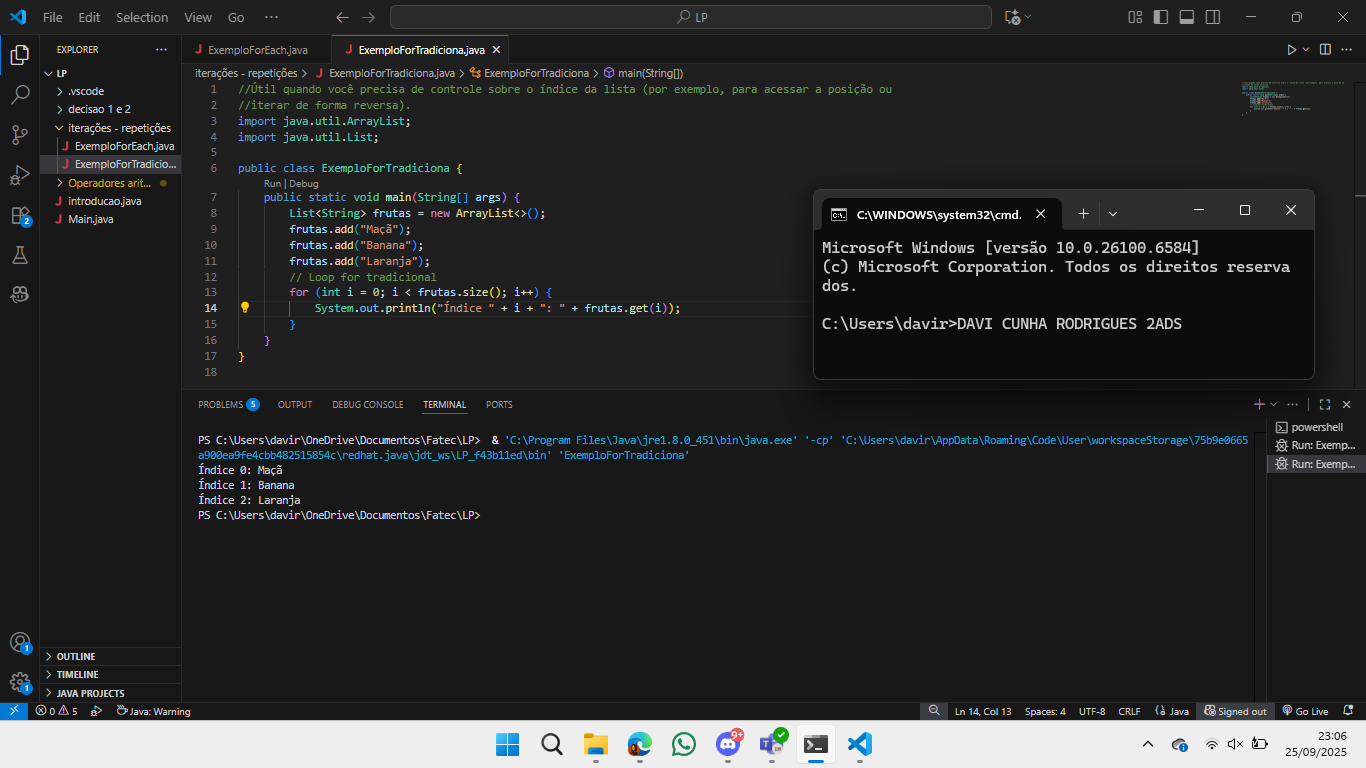 File Edit Selection View Go ··· LP
EXPLORER ···
LP
.vscode
decisao 1 e 2
iterações - repetições
ExemploForEach.java
ExemploForTradicio...
Operadores arit...
introducao.java
Main.java
OUTLINE
TIMELINE
JAVA PROJECTS
2
1
1
ExemploForEach.java ExemploForTradiciona.java
iterações - repetições > ExemploForTradiciona.java > ExemploForTradiciona > main(String[])
1 //Útil quando você precisa de controle sobre o índice da lista (por exemplo, para acessar a posição ou
2 //iterar de forma reversa).
3 import java.util.ArrayList;
4 import java.util.List;
5
6 public class ExemploForTradiciona {
Run | Debug
7 public static void main(String[] args) {
8 List<String> frutas = new ArrayList<>();
9 frutas.add("Maçã");
10 frutas.add("Banana");
11 frutas.add("Laranja");
12 // Loop for tradicional
13 for (int i = 0; i < frutas.size(); i++) {
14 System.out.println("Índice " + i + ": " + frutas.get(i));
15 }
16 }
17 }
18
C:\WINDOWS\system32\cmd.
Microsoft Windows [versão 10.0.26100.6584]
(c) Microsoft Corporation. Todos os direitos reserva
dos.
C:\Users\davir>DAVI CUNHA RODRIGUES 2ADS
PROBLEMS 5 OUTPUT DEBUG CONSOLE TERMINAL PORTS
PS C:\Users\davir\OneDrive\Documentos\Fatec\LP> & 'C:\Program Files\Java\jre1.8.0_451\bin\java.exe' '-cp' 'C:\Users\davir\AppData\Roaming\Code\User\workspaceStorage\75b9e0665
a900ea9fe4cbb482515854c\redhat.java\jdt_ws\LP_f43b11ed\bin' 'ExemploForTradiciona'
Índice 0: Maçã
Índice 1: Banana
Índice 2: Laranja
PS C:\Users\davir\OneDrive\Documentos\Fatec\LP>
powershell
Run: Exemp...
Run: Exemp...
0 5 Java: Warning Ln 14, Col 13 Spaces: 4 UTF-8 CRLF {} Java Signed out Go Live
9+
23:06
25/09/2025